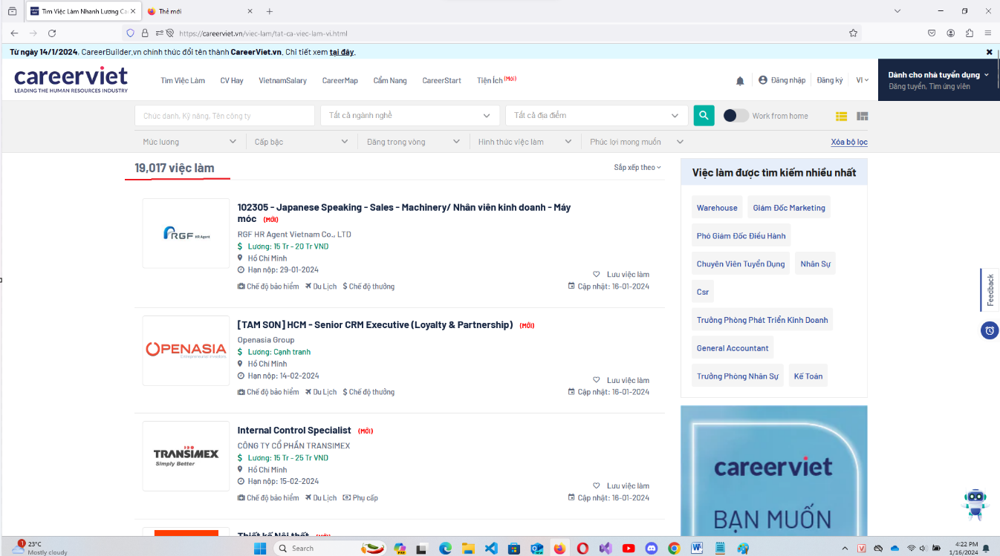 Tìm Việc Làm Nhanh Lương Ca
Thẻ mới
https://careerviet.vn/viec-lam/tat-ca-viec-lam-vi.html
Từ ngày 14/1/2024, CareerBuilder.vn chính thức đổi tên thành CareerViet.vn. Chi tiết xem tại đây.
careerviet
LEADING THE HUMAN RESOURCES INDUSTRY
Tìm Việc Làm CV Hay VietnamSalary CareerMap Cẩm Nang CareerStart Tiện Ích (Mới)
Đăng nhập Đăng ký VI
Dành cho nhà tuyển dụng
Đăng tuyển, Tìm ứng viên
Chức danh, Kỹ năng, Tên công ty Tất cả ngành nghề Tất cả địa điểm Work from home
Mức lương Cấp bậc Đăng trong vòng Hình thức việc làm Phúc lợi mong muốn Xóa bộ lọc
19,017 việc làm
Sắp xếp theo
102305 - Japanese Speaking - Sales - Machinery/ Nhân viên kinh doanh - Máy
móc (MỚI)
RGF HR Agent
RGF HR Agent Vietnam Co., LTD
$ Lương: 15 Tr - 20 Tr VND
Hồ Chí Minh
Hạn nộp: 29-01-2024
Lưu việc làm
Chế độ bảo hiểm Du Lịch $ Chế độ thưởng
Cập nhật: 16-01-2024
[TAM SON] HCM - Senior CRM Executive (Loyalty & Partnership) (MỚI)
OPENASIA
Entrepreneurial Investors
Openasia Group
$ Lương: Cạnh tranh
Hồ Chí Minh
Hạn nộp: 14-02-2024
Lưu việc làm
Chế độ bảo hiểm Du Lịch $ Chế độ thưởng
Cập nhật: 16-01-2024
Internal Control Specialist (MỚI)
TRANSIMEX
Simply Better
CÔNG TY CỔ PHẦN TRANSIMEX
$ Lương: 15 Tr - 25 Tr VND
Hồ Chí Minh
Hạn nộp: 15-02-2024
Lưu việc làm
Chế độ bảo hiểm Du Lịch Phụ cấp
Cập nhật: 16-01-2024
Thiết kế Nội thất (MỚI)
Việc làm được tìm kiếm nhiều nhất
Warehouse Giám Đốc Marketing
Phó Giám Đốc Điều Hành
Chuyên Viên Tuyển Dụng Nhân Sự
Csr
Trưởng Phòng Phát Triển Kinh Doanh
General Accountant
Trưởng Phòng Nhân Sự Kế Toán
careerviet
BẠN MUỐN
Feedback
1
23°C
Mostly cloudy
Search
PRE
4:22 PM
1/16/2024